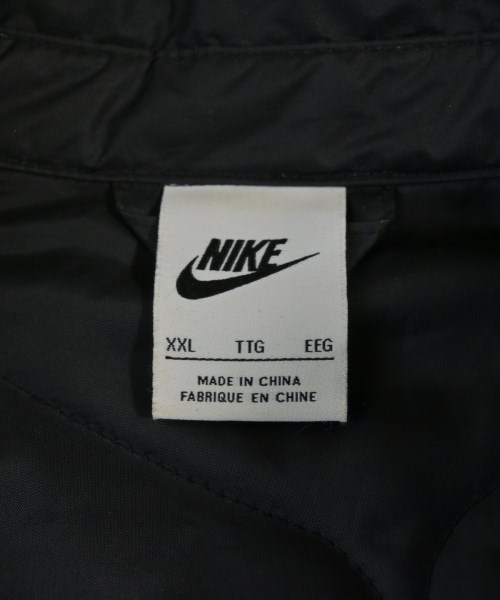 NIKE
XXL TTG EEG
MADE IN CHINA
FABRIQUE EN CHINE